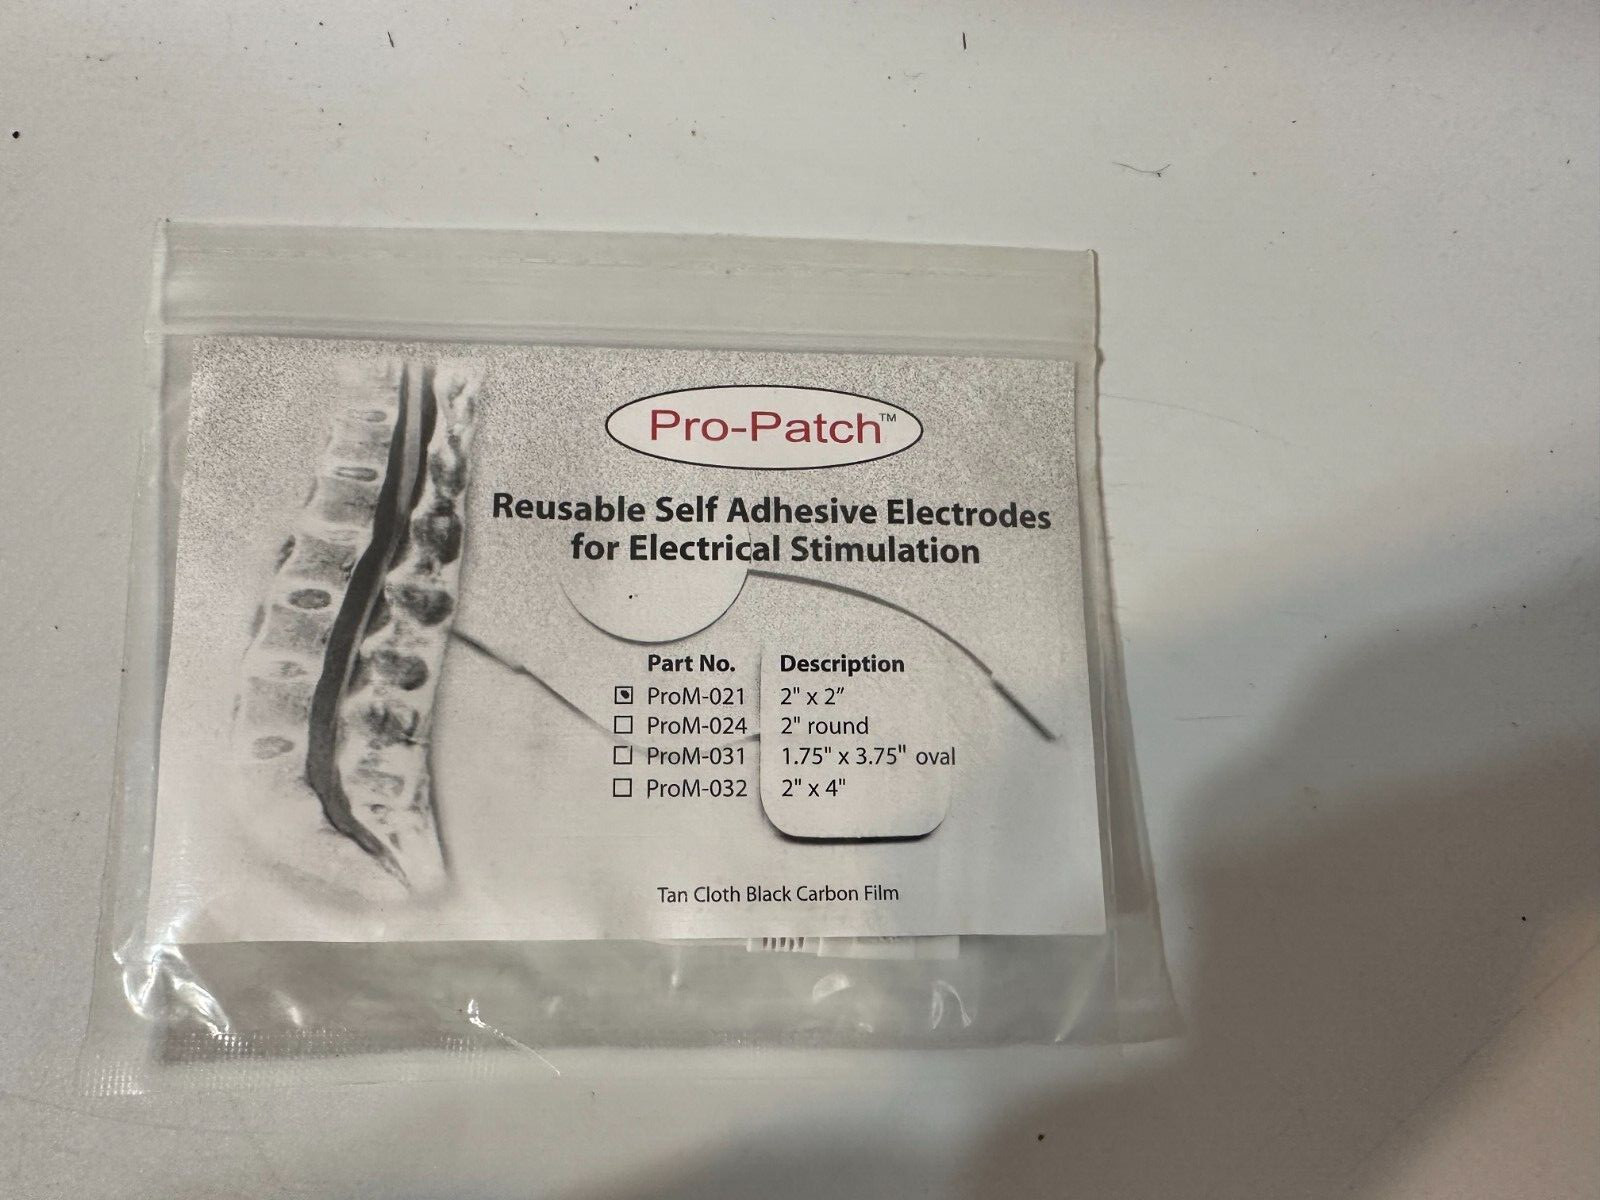 Pro-Patch™
Reusable Self Adhesive Electrodes
for Electrical Stimulation
Part No. Description
ProM-021 2" x 2”
ProM-024 2" round
ProM-031 1.75" x 3.75" oval
ProM-032 2" x 4"
Tan Cloth Black Carbon Film